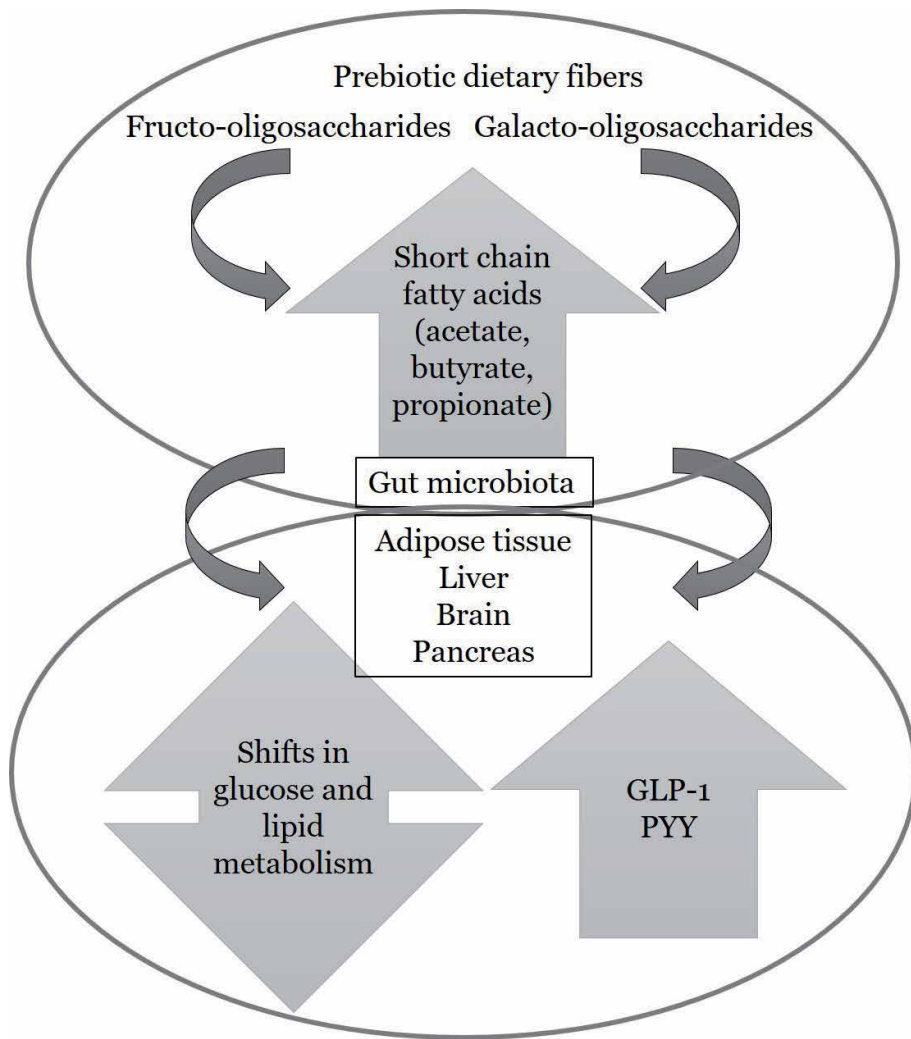 Prebiotic dietary fibers
Fructo-oligosaccharides Galacto-oligosaccharides
Short chain
fatty acids
(acetate,
butyrate,
propionate)
Gut microbiota
Adipose tissue
Liver
Brain
Pancreas
Shifts in
glucose and
lipid
metabolism
GLP-1
PYY